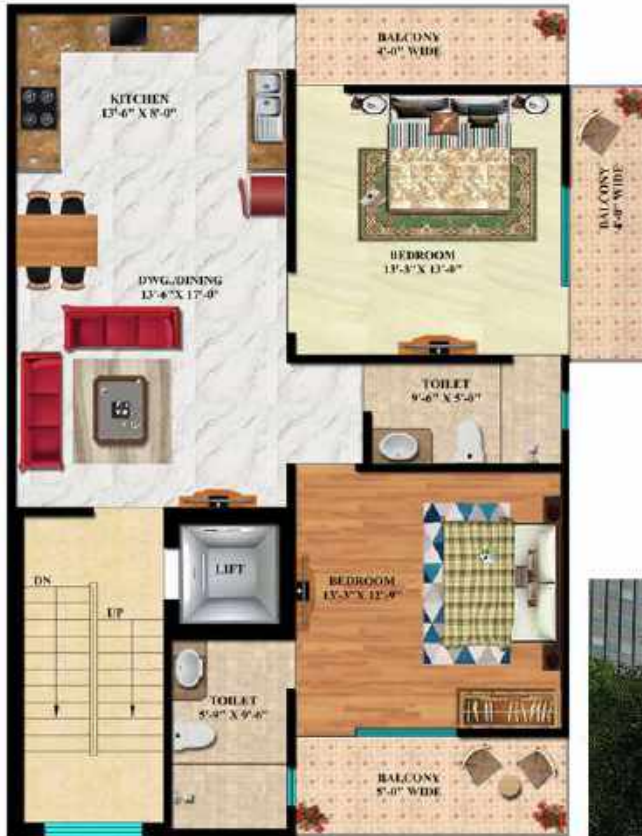 BALCONY
4'-0" WIDE
KITCHEN
13'-6" X 8'-0"
BALCONY
4'-0" WIDE
BEDROOM
13'-3" X 13'-0"
DWG./DINING
13'-6" X 17'-0"
TOILET
9'-6" X 5'-0"
LIFT
DN
UP
BEDROOM
13'-3" X 12'-9"
TOILET
5'-9" X 9'-6"
BALCONY
5'-0" WIDE